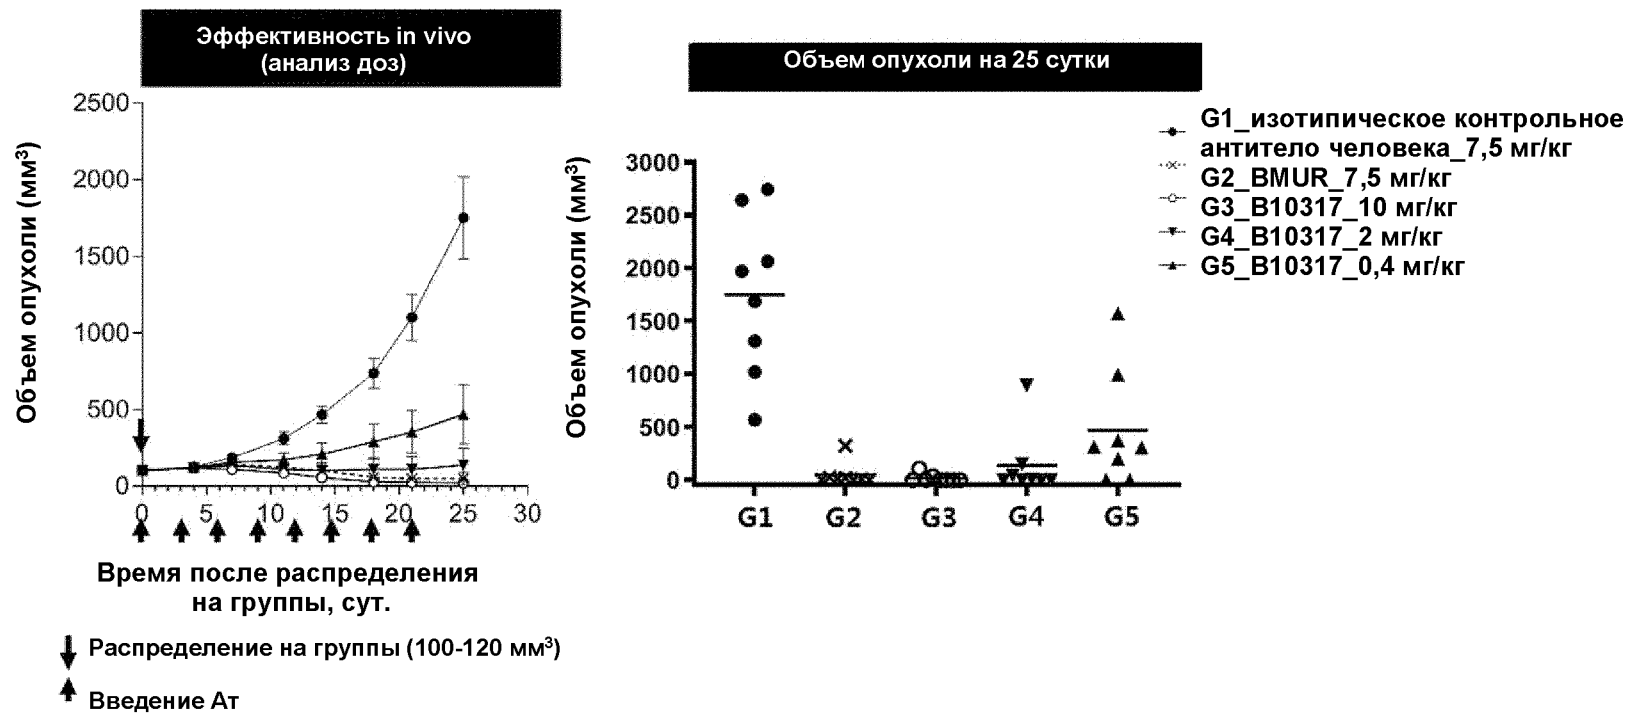 Эффективность in vivo
(анализ доз)
Объем опухоли (мм³)
2500
2000
1500
1000
500
0
0 5 10 15 20 25 30
Время после распределения
на группы, сут.
Распределение на группы (100-120 мм³)
Введение Ат
Объем опухоли на 25 сутки
Объем опухоли (мм³)
3000
2500
2000
1500
1000
500
0
G1 G2 G3 G4 G5
G1_изотипическое контрольное
антитело человека_7,5 мг/кг
G2_BMUR_7,5 мг/кг
G3_B10317_10 мг/кг
G4_B10317_2 мг/кг
G5_B10317_0,4 мг/кг